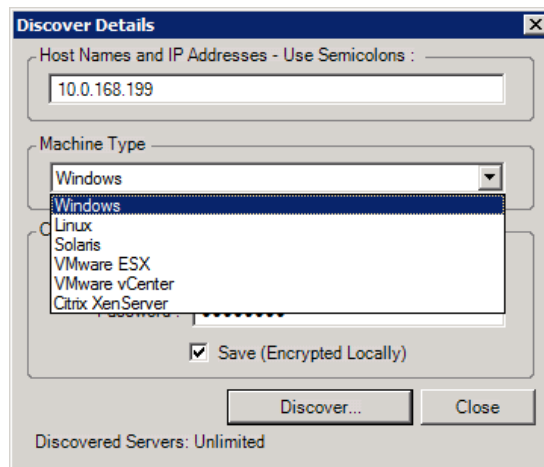 Discover Details
Host Names and IP Addresses - Use Semicolons :
10.0.168.199
Machine Type
Windows
Windows
Linux
Solaris
VMware ESX
VMware vCenter
Citrix XenServer
Password :
Save (Encrypted Locally)
Discover...
Close
Discovered Servers: Unlimited